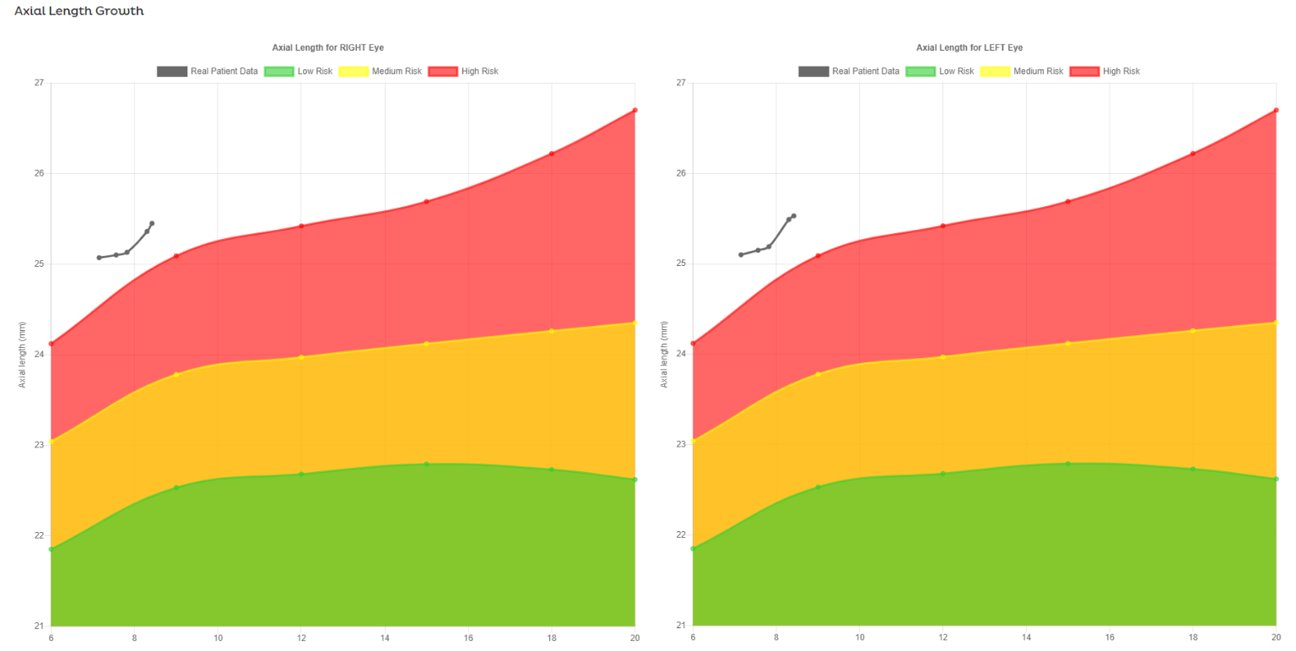 Axial Length Growth
Axial Length for RIGHT Eye
Real Patient Data Low Risk Medium Risk High Risk
27
26
25
24
23
22
21
Axial length (mm)
6 8 10 12 14 16 18 20
Axial Length for LEFT Eye
Real Patient Data Low Risk Medium Risk High Risk
27
26
25
24
23
22
21
Axial length (mm)
6 8 10 12 14 16 18 20